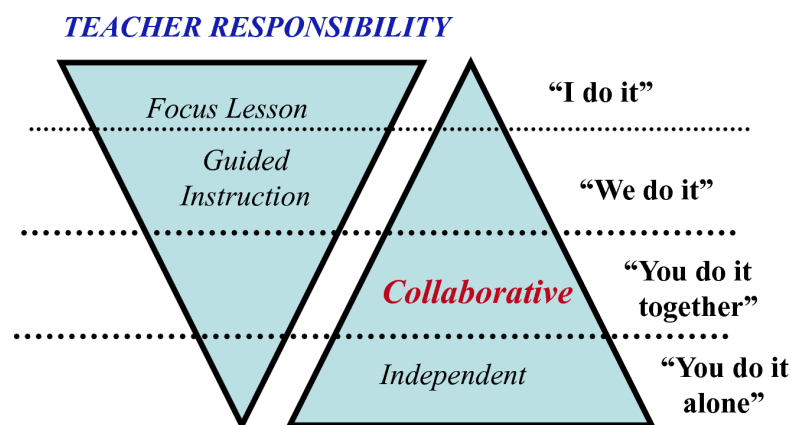 TEACHER RESPONSIBILITY
Focus Lesson
“I do it”
Guided
Instruction
“We do it”
Collaborative
“You do it
together”
Independent
“You do it
alone”